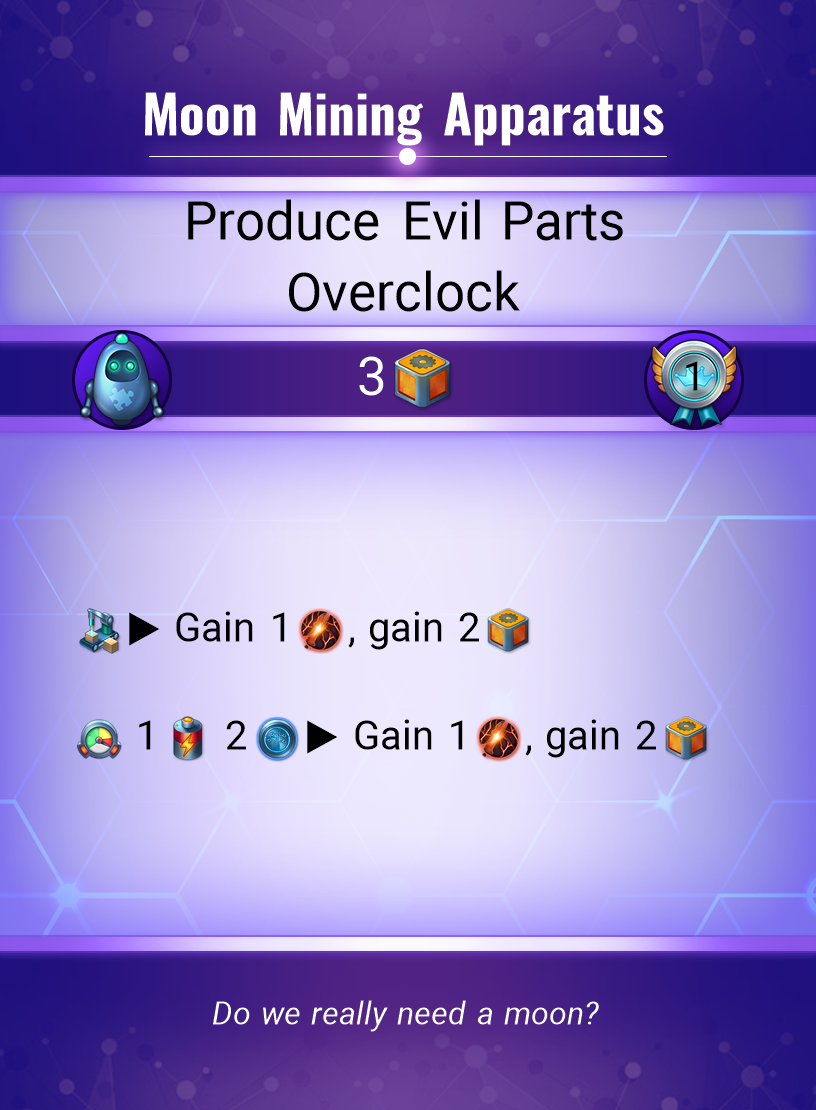 Moon Mining Apparatus
Produce Evil Parts
Overclock
3
1
▶ Gain 1, gain 2
1 2 ▶ Gain 1, gain 2
Do we really need a moon?